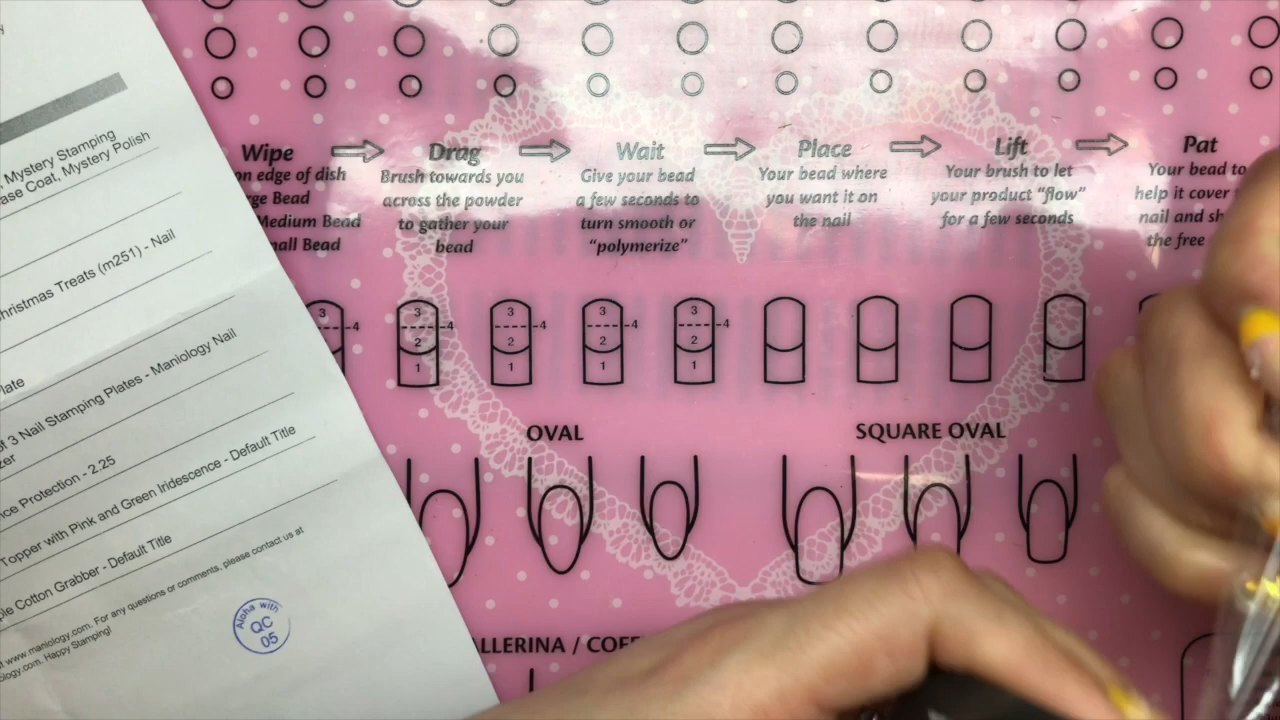 Mystery Stamping
ase Coat, Mystery Polish
hristmas Treats (m251) - Nail
late
of 3 Nail Stamping Plates - Maniology Nail
zer
ice Protection - 2.25
Topper with Pink and Green Iridescence - Default Title
ple Cotton Grabber - Default Title
www.maniology.com. For any questions or comments, please contact us at
ology.com. Happy Stamping!
Aloha with
QC
05
Wipe
on edge of dish
rge Bead
Medium Bead
mall Bead
Drag
Brush towards you
across the powder
to gather your
bead
Wait
Give your bead
a few seconds to
turn smooth or
“polymerize”
Place
Your bead where
you want it on
the nail
Lift
Your brush to let
your product “flow”
for a few seconds
Pat
Your bead to
help it cover
nail and sh
the free
3
4
3
2
1
4
3
2
1
4
3
2
1
4
3
2
1
4
OVAL
SQUARE OVAL
ALLERINA / COFF